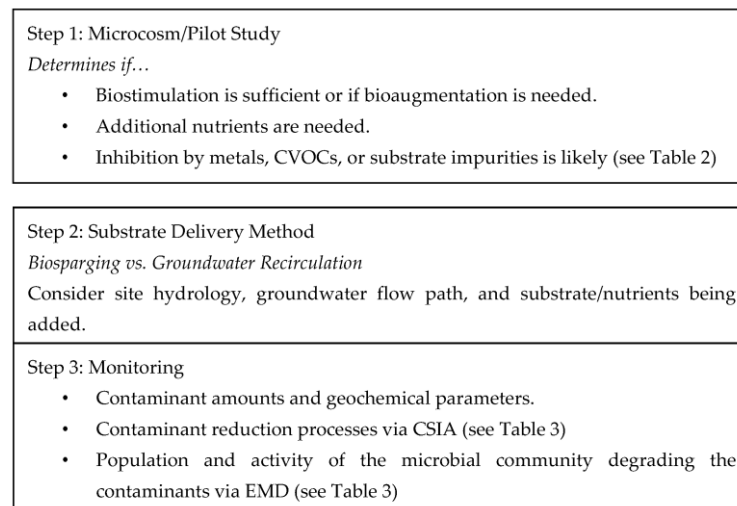 Step 1: Microcosm/Pilot Study
Determines if…
• Biostimulation is sufficient or if bioaugmentation is needed.
• Additional nutrients are needed.
• Inhibition by metals, CVOCs, or substrate impurities is likely (see Table 2)
Step 2: Substrate Delivery Method
Biosparging vs. Groundwater Recirculation
Consider site hydrology, groundwater flow path, and substrate/nutrients being
added.
Step 3: Monitoring
• Contaminant amounts and geochemical parameters.
• Contaminant reduction processes via CSIA (see Table 3)
• Population and activity of the microbial community degrading the
contaminants via EMD (see Table 3)